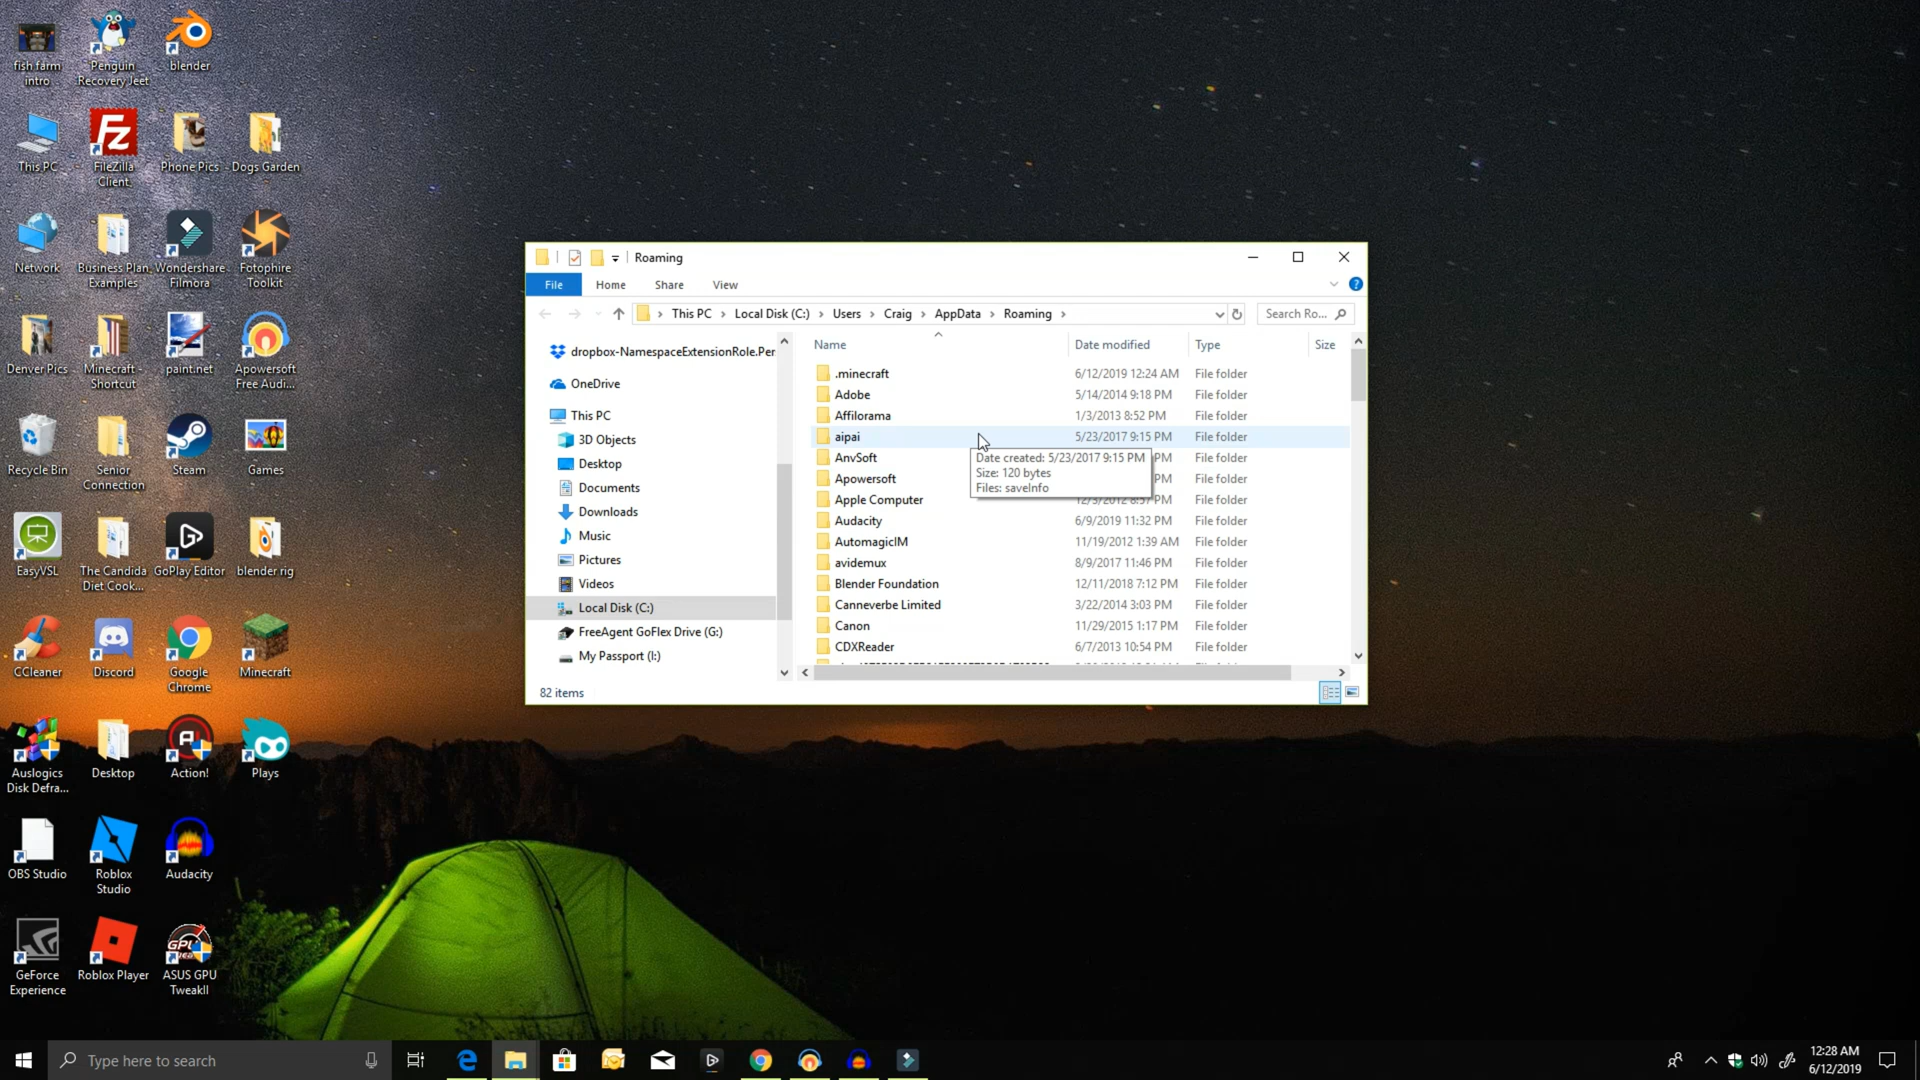 fish farm
intro
Penguin
Recovery Jeet
blender
This PC
FileZilla
Client
Phone Pics
Dogs Garden
Network
Business Plan
Examples
Wondershare
Filmora
Fotophire
Toolkit
Denver Pics
Minecraft -
Shortcut
paint.net
Apowersoft
Free Audi...
Recycle Bin
Senior
Connection
Steam
Games
EasyVSL
The Candida
Diet Cook...
GoPlay Editor
blender rig
CCleaner
Discord
Google
Chrome
Minecraft
Auslogics
Disk Defra...
Desktop
Action!
Plays
OBS Studio
Roblox
Studio
Audacity
GeForce
Experience
Roblox Player
ASUS GPU
TweakII
Roaming
File Home Share View
This PC > Local Disk (C:) > Users > Craig > AppData > Roaming >
Search Ro...
dropbox-NamespaceExtensionRole.Per
OneDrive
This PC
3D Objects
Desktop
Documents
Downloads
Music
Pictures
Videos
Local Disk (C:)
FreeAgent GoFlex Drive (G:)
My Passport (I:)
Name Date modified Type Size
.minecraft 6/12/2019 12:24 AM File folder
Adobe 5/14/2014 9:18 PM File folder
Affilorama 1/3/2013 8:52 PM File folder
aipai 5/23/2017 9:15 PM File folder
AnvSoft PM File folder
Apowersoft PM File folder
Apple Computer 12/3/2012 8:57 PM File folder
Audacity 6/9/2019 11:32 PM File folder
AutomagicIM 11/19/2012 1:39 AM File folder
avidemux 8/9/2017 11:46 PM File folder
Blender Foundation 12/11/2018 7:12 PM File folder
Canneverbe Limited 3/22/2014 3:03 PM File folder
Canon 11/29/2015 1:17 PM File folder
CDXReader 6/7/2013 10:54 PM File folder
Date created: 5/23/2017 9:15 PM
Size: 120 bytes
Files: saveInfo
82 items
Type here to search
12:28 AM
6/12/2019